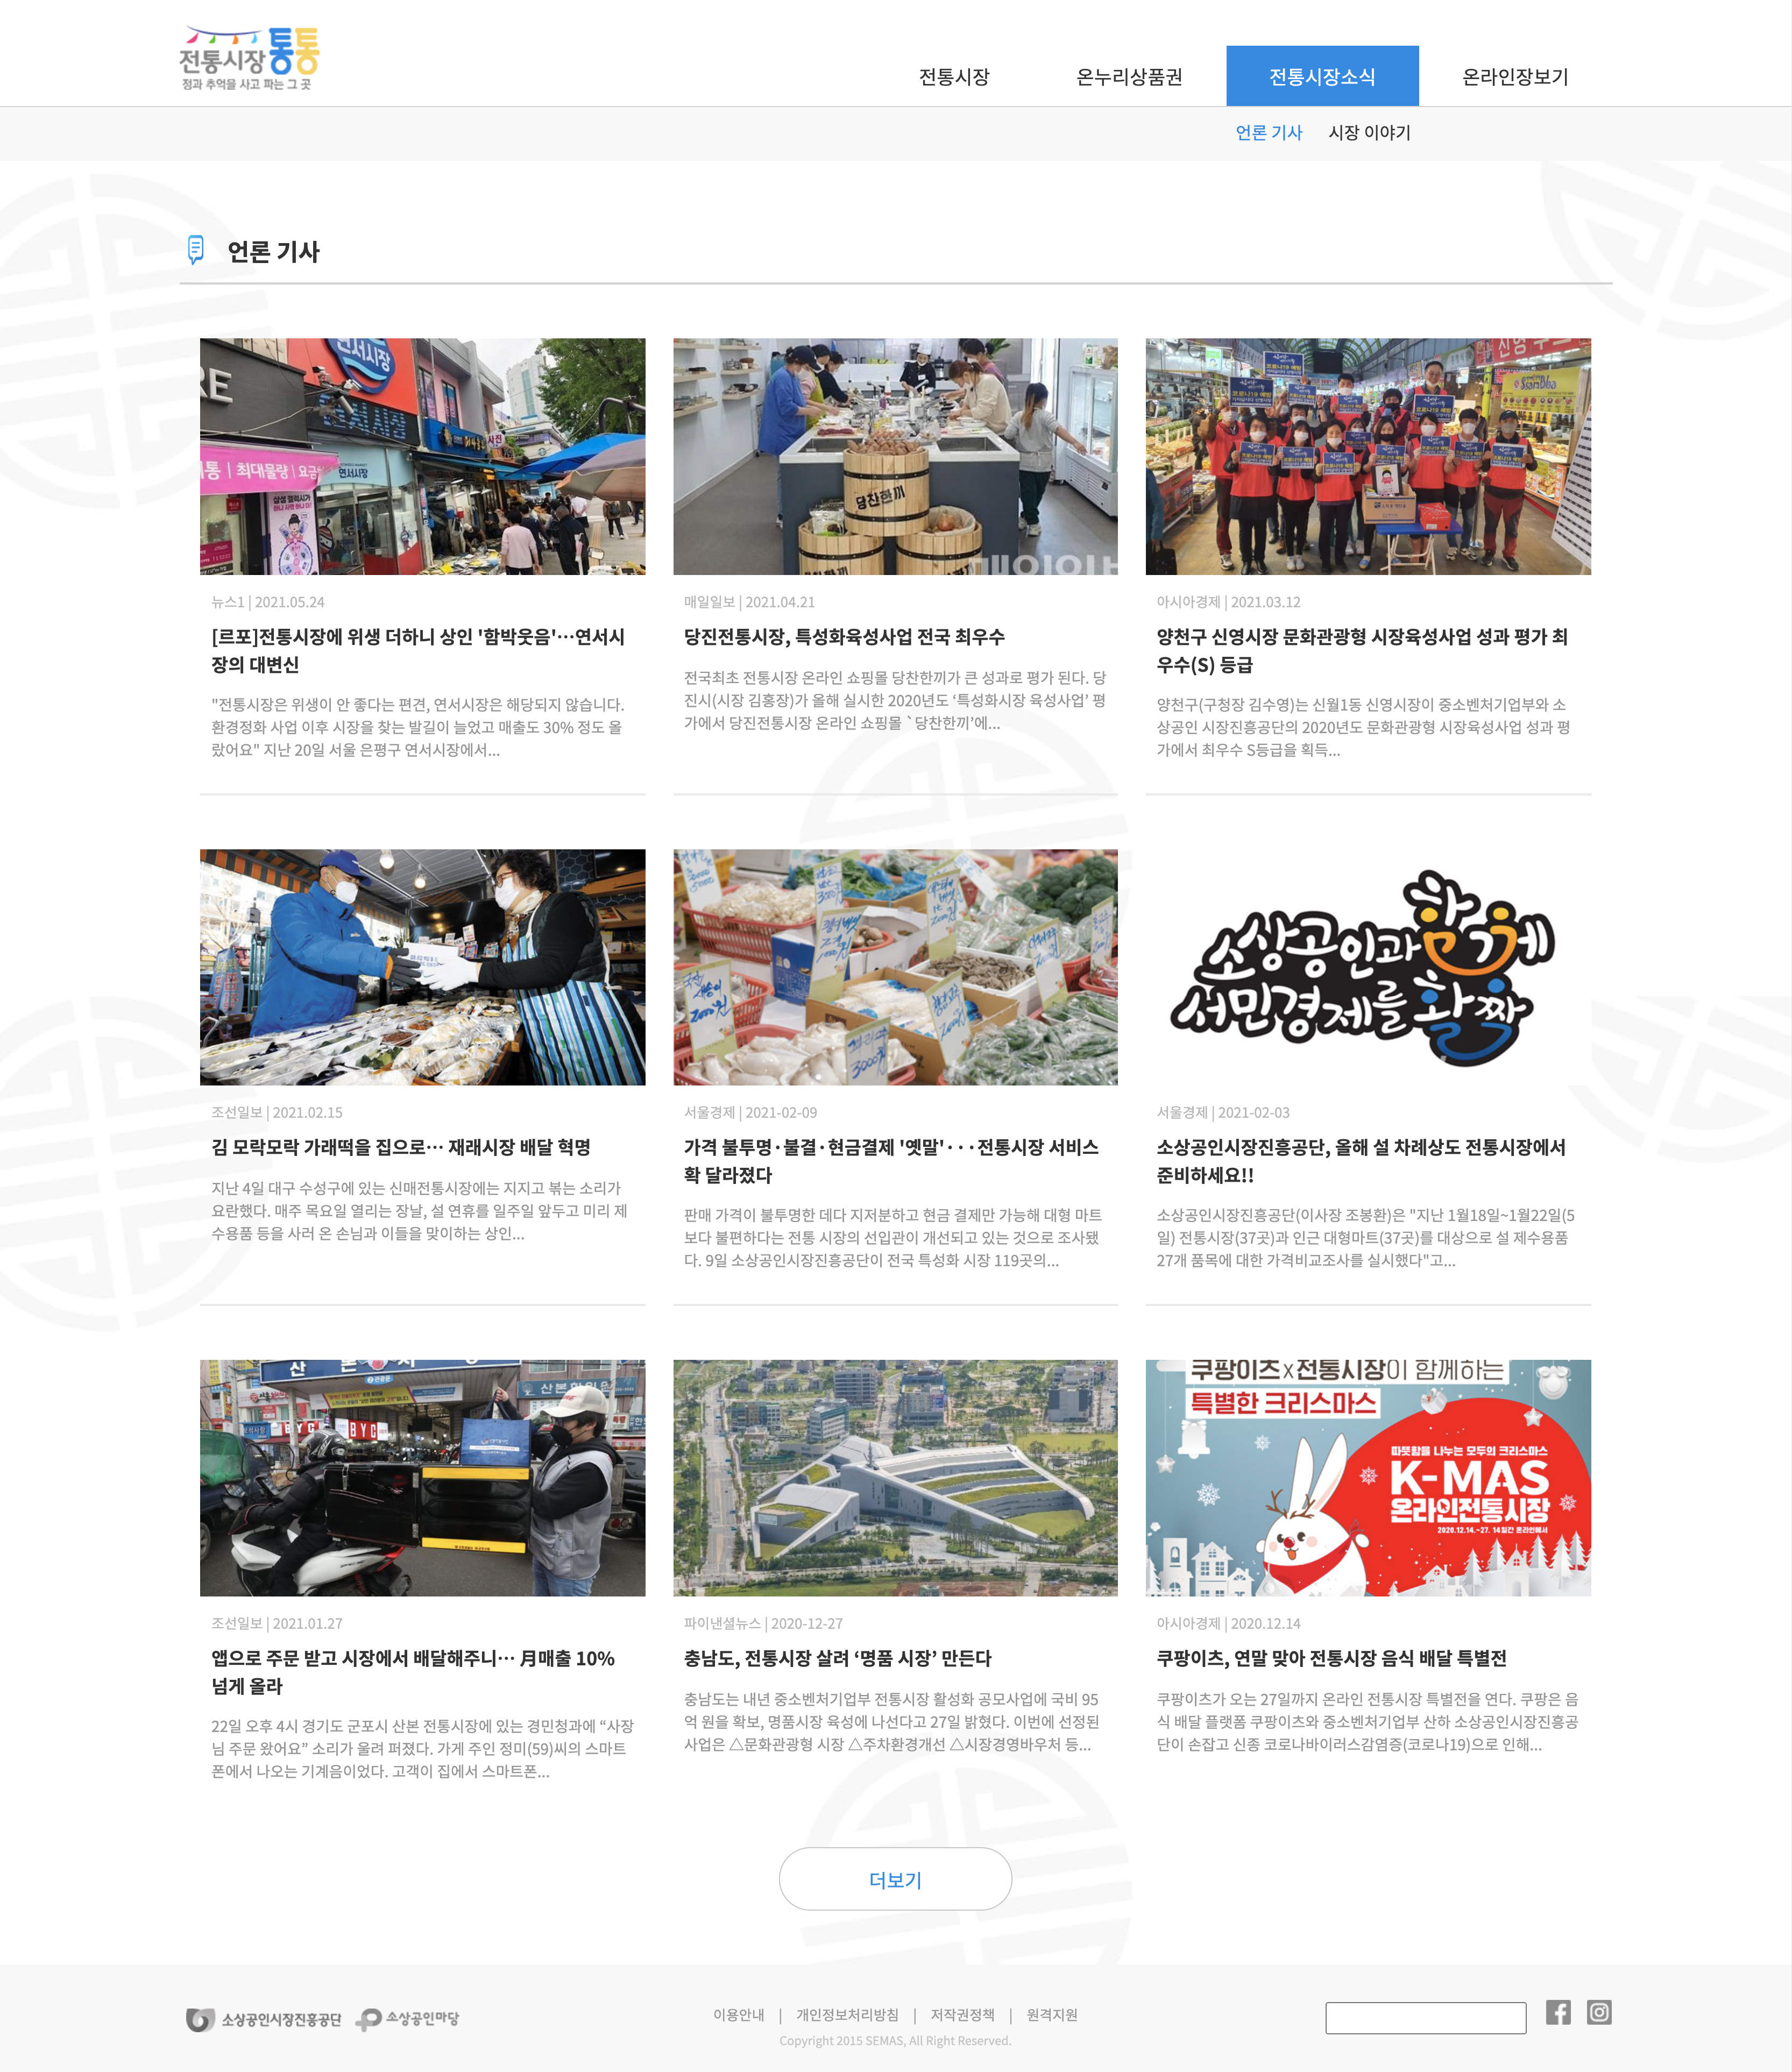 전통시장통통
정과 추억을 사고 파는 그 곳
전통시장
온누리상품권
전통시장소식
온라인장보기
언론 기사
시장 이야기
언론 기사
연서시장
연서시장
통 | 최대물량 | 요금
당찬한끼
뉴스1 | 2021.05.24
[르포]전통시장에 위생 더하니 상인 '함박웃음'…연서시
장의 대변신
"전통시장은 위생이 안 좋다는 편견, 연서시장은 해당되지 않습니다.
환경정화 사업 이후 시장을 찾는 발길이 늘었고 매출도 30% 정도 올
랐어요" 지난 20일 서울 은평구 연서시장에서...
매일일보 | 2021.04.21
당진전통시장, 특성화육성사업 전국 최우수
전국최초 전통시장 온라인 쇼핑몰 당찬한끼가 큰 성과로 평가 된다. 당
진시(시장 김홍장)가 올해 실시한 2020년도 ‘특성화시장 육성사업’ 평
가에서 당진전통시장 온라인 쇼핑몰 `당찬한끼’에...
아시아경제 | 2021.03.12
양천구 신영시장 문화관광형 시장육성사업 성과 평가 최
우수(S) 등급
양천구(구청장 김수영)는 신월1동 신영시장이 중소벤처기업부와 소
상공인 시장진흥공단의 2020년도 문화관광형 시장육성사업 성과 평
가에서 최우수 S등급을 획득...
3000원
소상공인과 함께
서민경제를 활짝
조선일보 | 2021.02.15
김 모락모락 가래떡을 집으로… 재래시장 배달 혁명
지난 4일 대구 수성구에 있는 신매전통시장에는 지지고 볶는 소리가
요란했다. 매주 목요일 열리는 장날, 설 연휴를 일주일 앞두고 미리 제
수용품 등을 사러 온 손님과 이들을 맞이하는 상인...
서울경제 | 2021-02-09
가격 불투명·불결·현금결제 '옛말'···전통시장 서비스
확 달라졌다
판매 가격이 불투명한 데다 지저분하고 현금 결제만 가능해 대형 마트
보다 불편하다는 전통 시장의 선입관이 개선되고 있는 것으로 조사됐
다. 9일 소상공인시장진흥공단이 전국 특성화 시장 119곳의...
서울경제 | 2021-02-03
소상공인시장진흥공단, 올해 설 차례상도 전통시장에서
준비하세요!!
소상공인시장진흥공단(이사장 조봉환)은 "지난 1월18일~1월22일(5
일) 전통시장(37곳)과 인근 대형마트(37곳)를 대상으로 설 제수용품
27개 품목에 대한 가격비교조사를 실시했다"고...
BYC
BYC
쿠팡이츠x전통시장이 함께하는
특별한 크리스마스
따뜻함을 나누는 모두의 크리스마스
K-MAS
온라인전통시장
2020.12.14.~27. 14일간 온라인에서
조선일보 | 2021.01.27
앱으로 주문 받고 시장에서 배달해주니… 月매출 10%
넘게 올라
22일 오후 4시 경기도 군포시 산본 전통시장에 있는 경민청과에 “사장
님 주문 왔어요” 소리가 울려 퍼졌다. 가게 주인 정미(59)씨의 스마트
폰에서 나오는 기계음이었다. 고객이 집에서 스마트폰...
파이낸셜뉴스 | 2020-12-27
충남도, 전통시장 살려 ‘명품 시장’ 만든다
충남도는 내년 중소벤처기업부 전통시장 활성화 공모사업에 국비 95
억 원을 확보, 명품시장 육성에 나선다고 27일 밝혔다. 이번에 선정된
사업은 △문화관광형 시장 △주차환경개선 △시장경영바우처 등...
아시아경제 | 2020.12.14
쿠팡이츠, 연말 맞아 전통시장 음식 배달 특별전
쿠팡이츠가 오는 27일까지 온라인 전통시장 특별전을 연다. 쿠팡은 음
식 배달 플랫폼 쿠팡이츠와 중소벤처기업부 산하 소상공인시장진흥공
단이 손잡고 신종 코로나바이러스감염증(코로나19)으로 인해...
더보기
소상공인시장진흥공단
소상공인마당
이용안내 | 개인정보처리방침 | 저작권정책 | 원격지원
Copyright 2015 SEMAS, All Right Reserved.